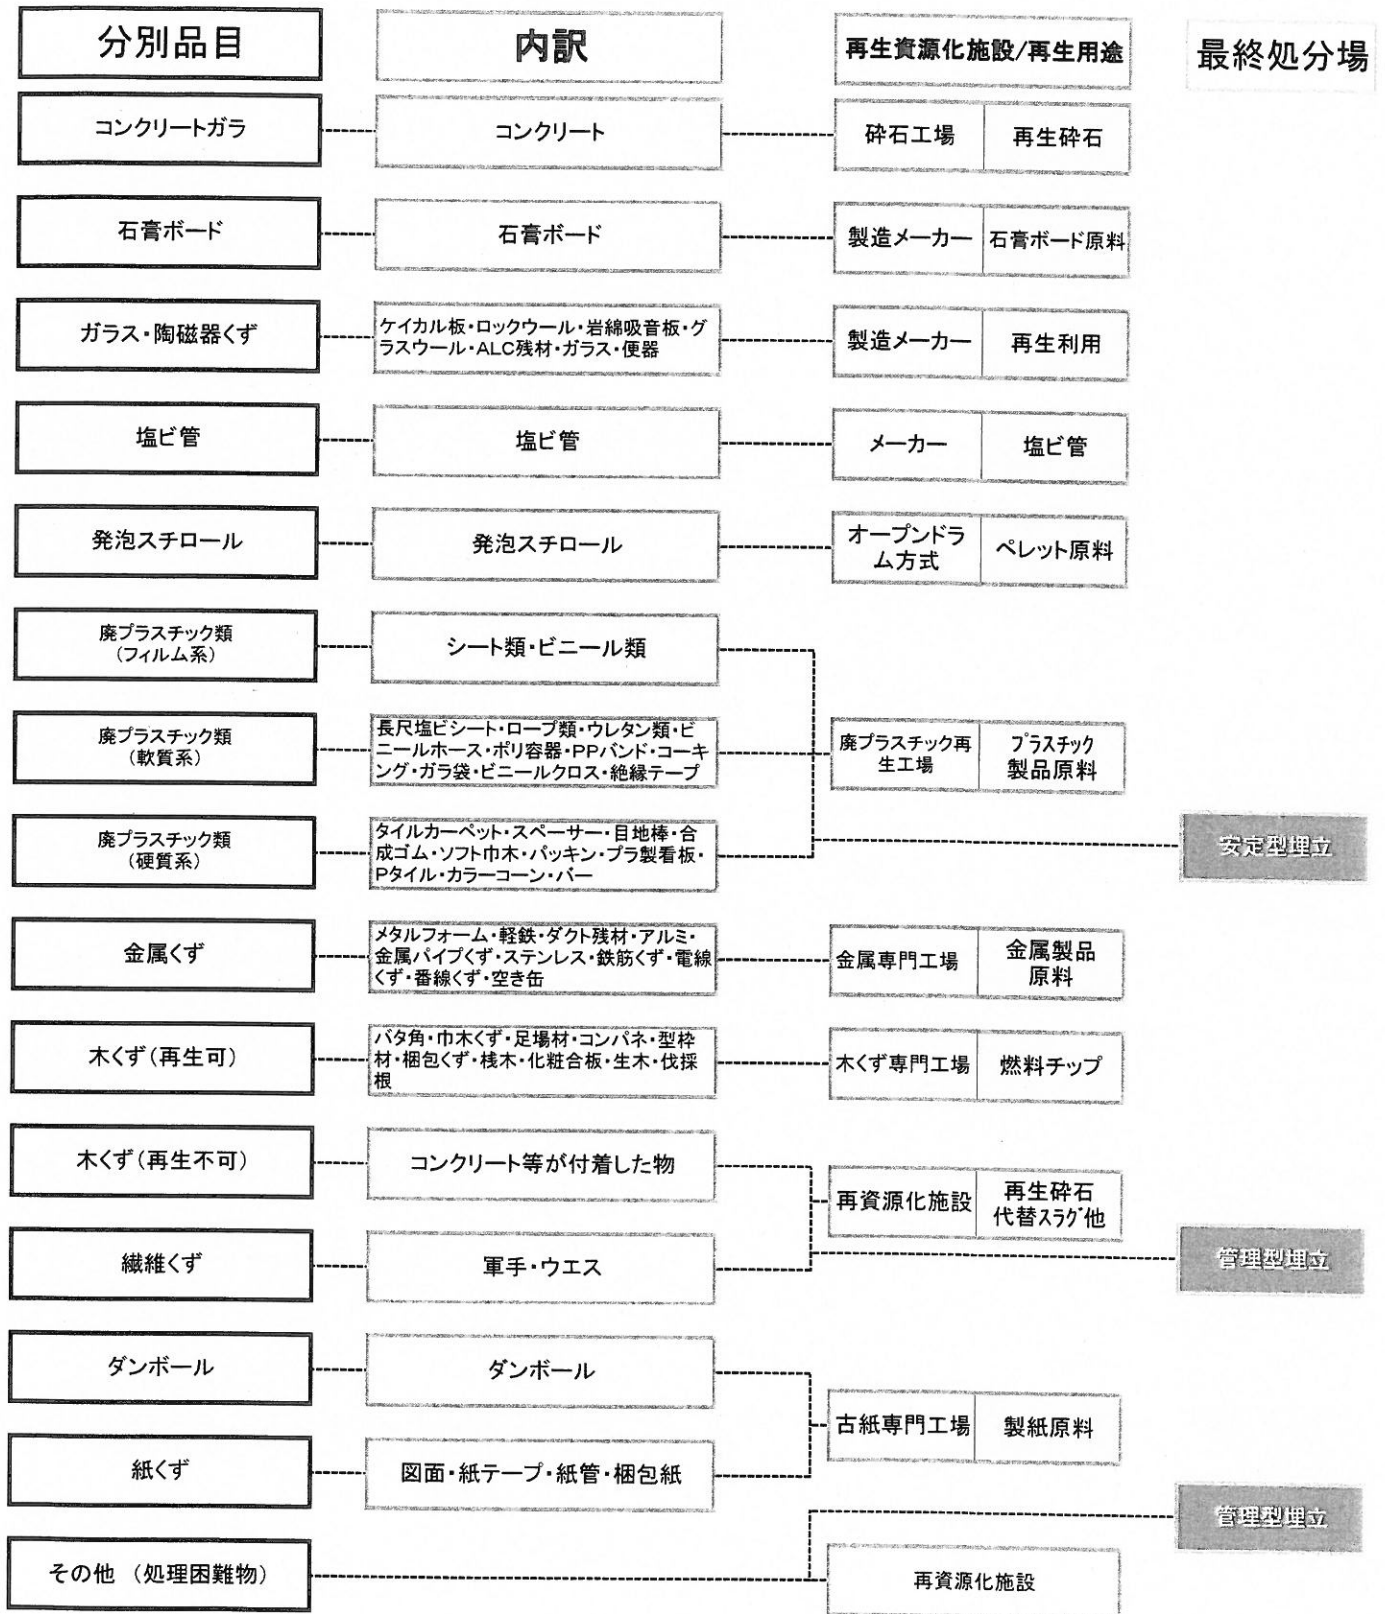 分別品目
内訳
再生資源化施設/再生用途
最終処分場
コンクリートガラ
コンクリート
砕石工場
再生砕石
石膏ボード
石膏ボード
製造メーカー
石膏ボード原料
ガラス・陶磁器くず
ケイカル板・ロックウール・岩綿吸音板・グ
ラスウール・ALC残材・ガラス・便器
製造メーカー
再生利用
塩ビ管
塩ビ管
メーカー
塩ビ管
発泡スチロール
発泡スチロール
オープンドラ
ム方式
ペレット原料
廃プラスチック類
(フィルム系)
シート類・ビニール類
廃プラスチック類
(軟質系)
長尺塩ビシート・ロープ類・ウレタン類・ビ
ニールホース・ポリ容器・PPバンド・コーキ
ング・ガラ袋・ビニールクロス・絶縁テープ
廃プラスチック再
生工場
プラスチック
製品原料
廃プラスチック類
(硬質系)
タイルカーペット・スペーサー・目地棒・合
成ゴム・ソフト巾木・パッキン・プラ製看板・
Pタイル・カラーコーン・バー
安定型埋立
金属くず
メタルフォーム・軽鉄・ダクト残材・アルミ・
金属パイプくず・ステンレス・鉄筋くず・電線
くず・番線くず・空き缶
金属専門工場
金属製品
原料
木くず(再生可)
バタ角・巾木くず・足場材・コンパネ・型枠
材・梱包くず・桟木・化粧合板・生木・伐採
根
木くず専門工場
燃料チップ
木くず(再生不可)
コンクリート等が付着した物
再資源化施設
再生砕石
代替スラグ他
繊維くず
軍手・ウエス
管理型埋立
ダンボール
ダンボール
古紙専門工場
製紙原料
紙くず
図面・紙テープ・紙管・梱包紙
管理型埋立
その他 (処理困難物)
再資源化施設